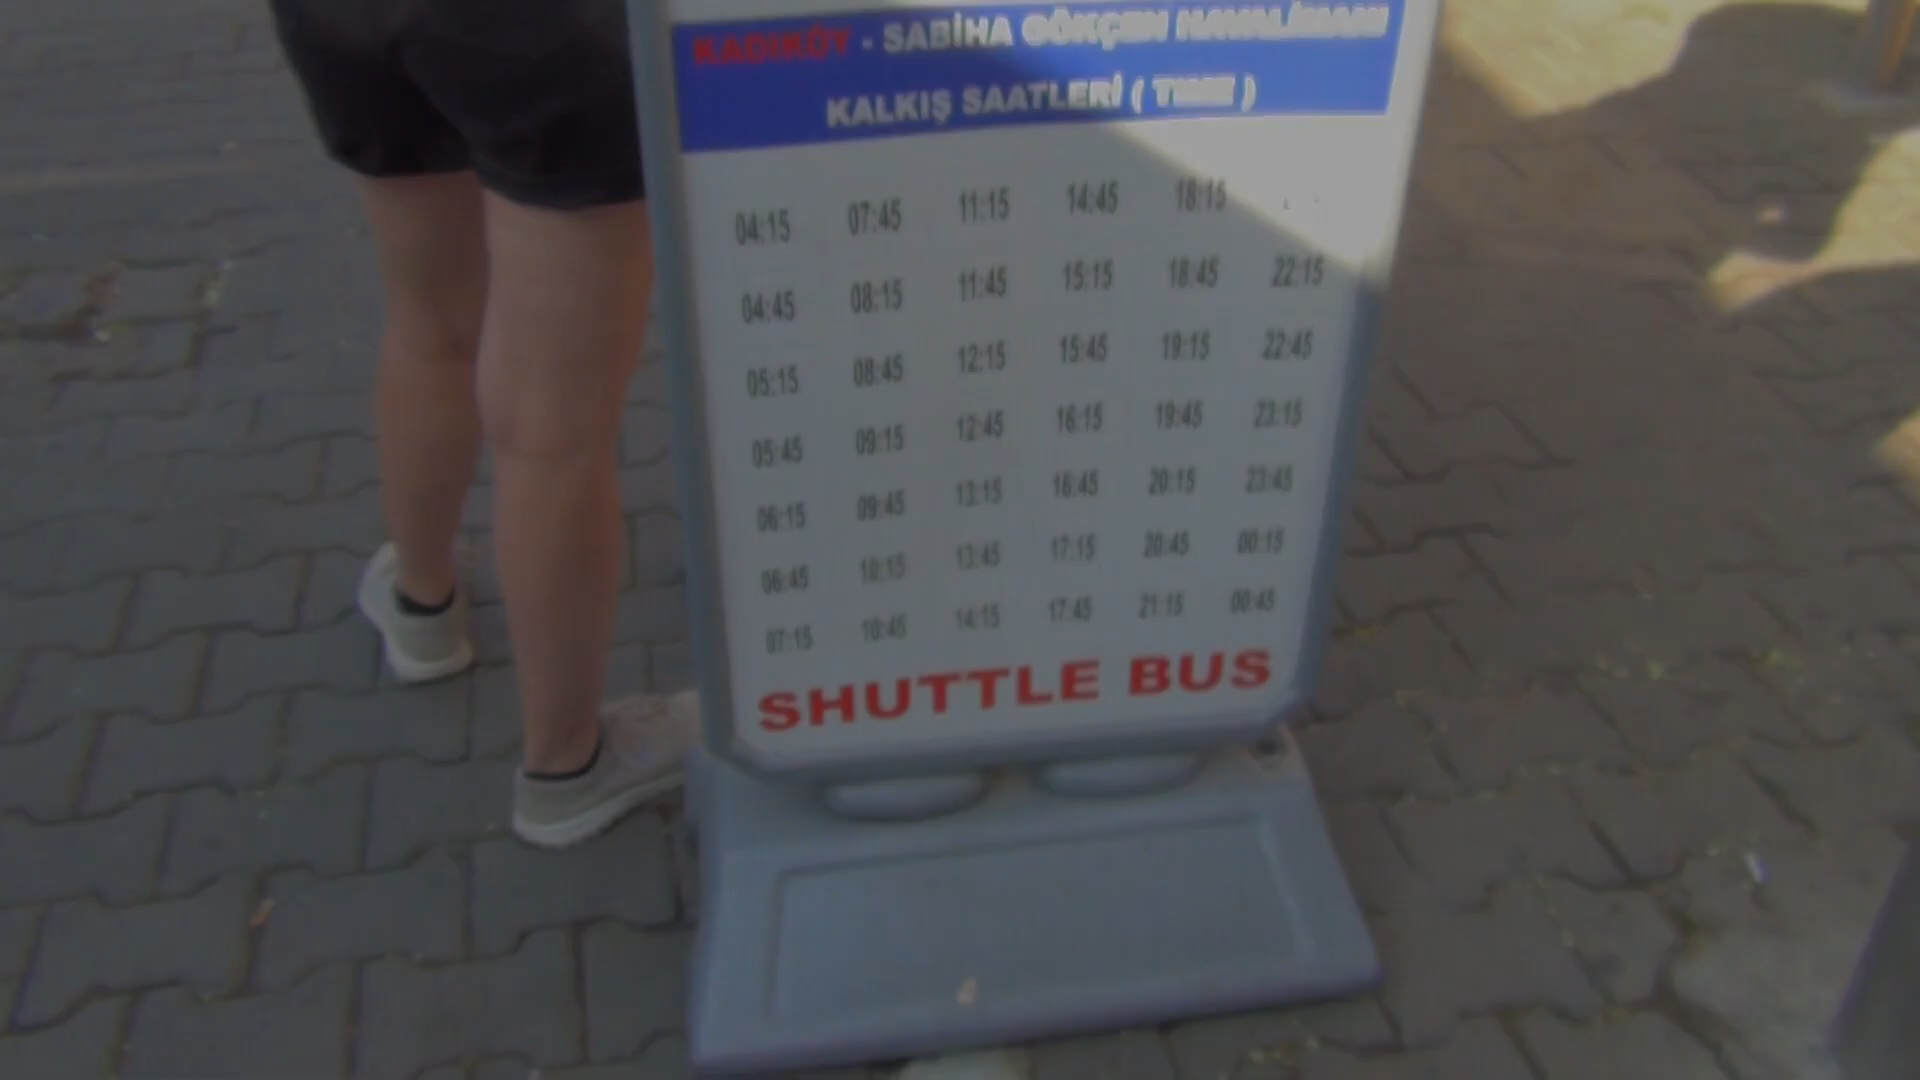 KADIKÖY - SABİHA GÖKÇEN HAVALİMANI
KALKIŞ SAATLERİ ( TIME )
04:15 07:45 11:15 14:45 18:15
04:45 08:15 11:45 15:15 18:45 22:15
05:15 08:45 12:15 15:45 19:15 22:45
05:45 09:15 12:45 16:15 19:45 23:15
06:15 09:45 13:15 16:45 20:15 23:45
06:45 10:15 13:45 17:15 20:45 00:15
07:15 10:45 14:15 17:45 21:15 00:45
SHUTTLE BUS